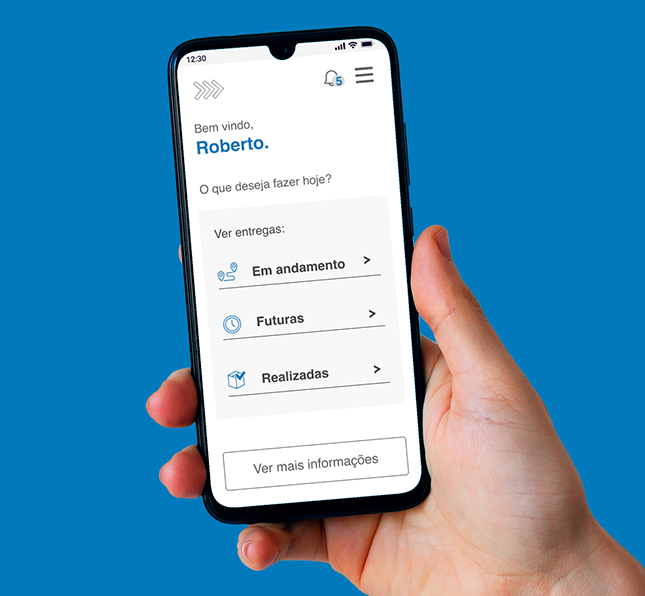 12:30
5
Bem vindo,
Roberto.
O que deseja fazer hoje?
Ver entregas:
Em andamento >
Futuras >
Realizadas >
Ver mais informações